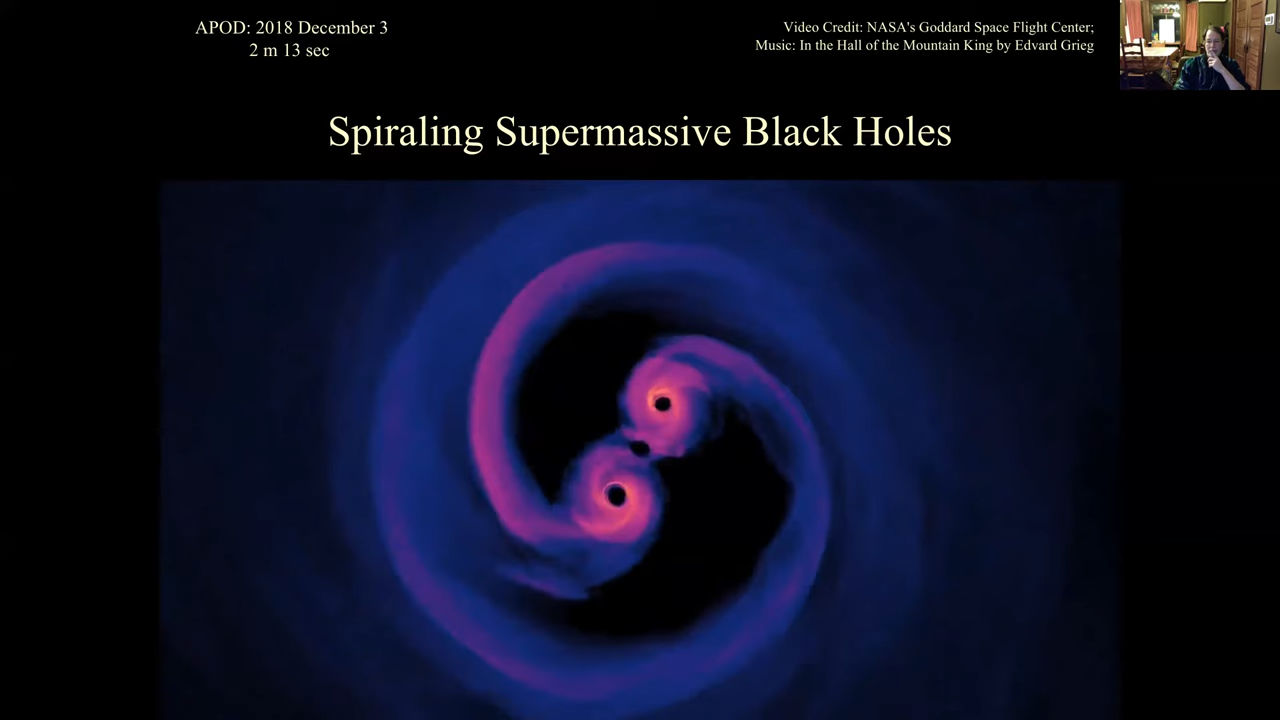 APOD: 2018 December 3
2 m 13 sec
Video Credit: NASA's Goddard Space Flight Center;
Music: In the Hall of the Mountain King by Edvard Grieg
Spiraling Supermassive Black Holes